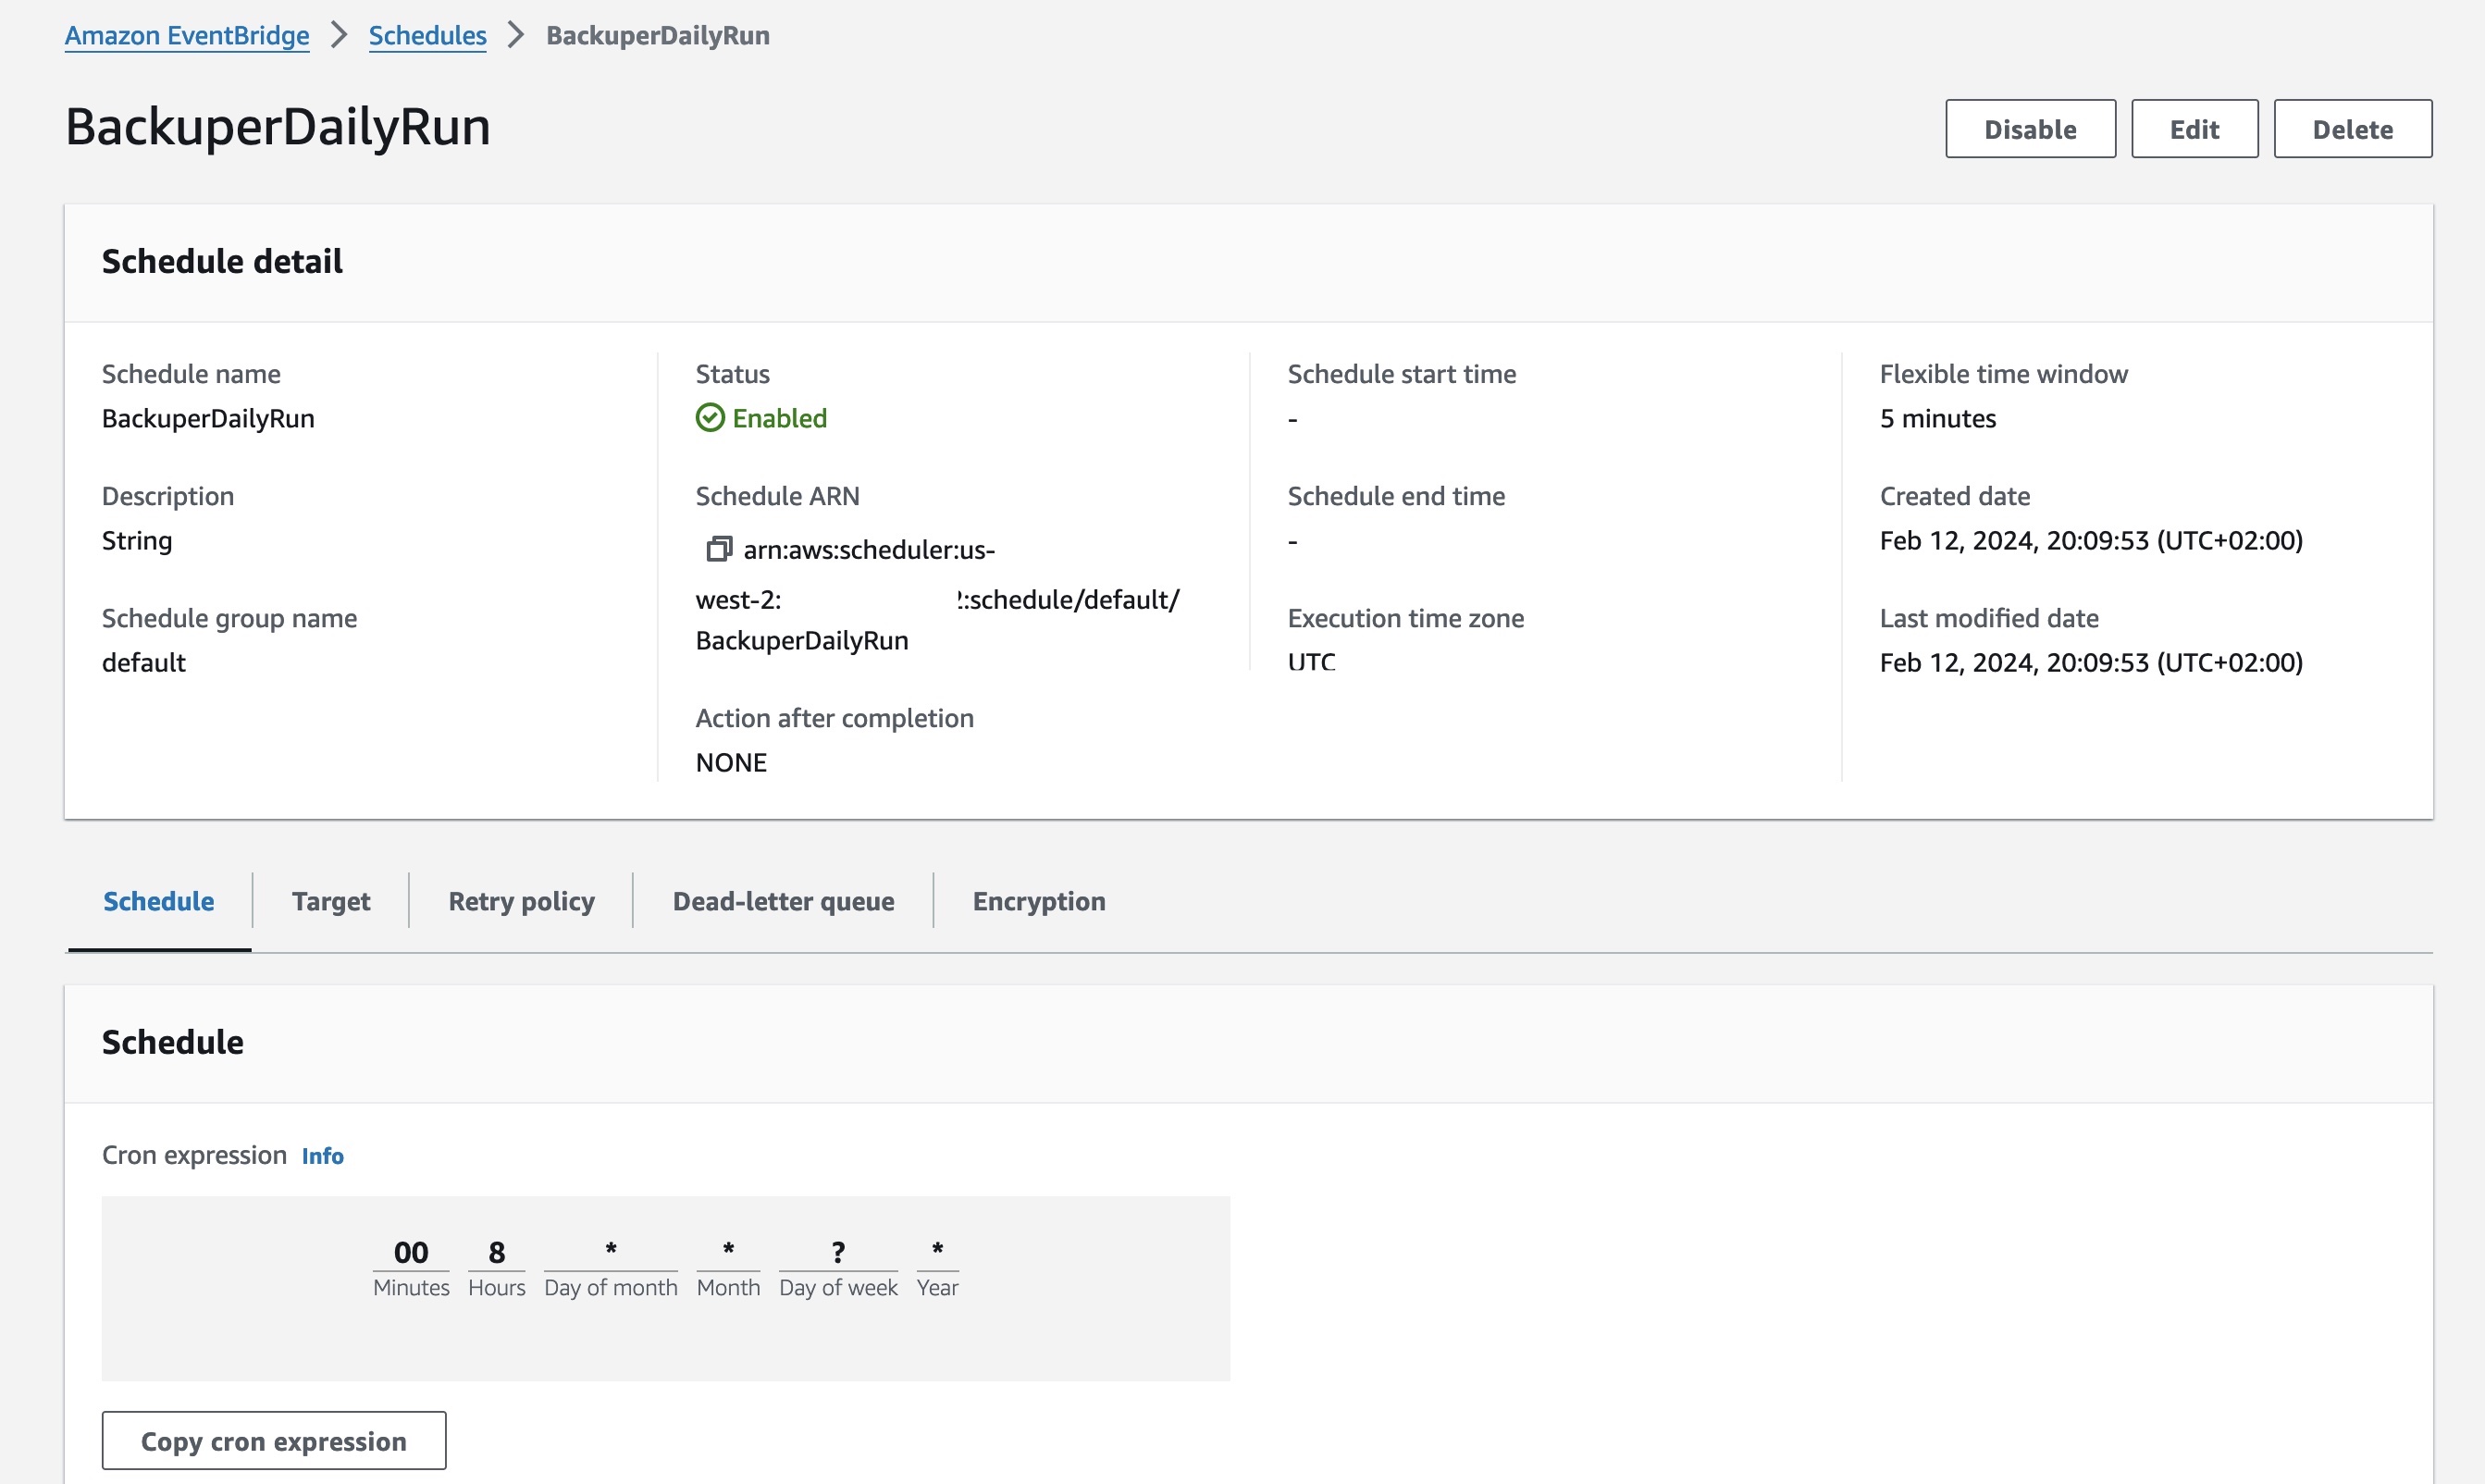 Amazon EventBridge > Schedules > BackuperDailyRun
BackuperDailyRun
Disable Edit Delete
Schedule detail
Schedule name
BackuperDailyRun
Description
String
Schedule group name
default
Status
Enabled
Schedule ARN
arn:aws:scheduler:us-
west-2: :schedule/default/
BackuperDailyRun
Action after completion
NONE
Schedule start time
-
Schedule end time
-
Execution time zone
UTC
Flexible time window
5 minutes
Created date
Feb 12, 2024, 20:09:53 (UTC+02:00)
Last modified date
Feb 12, 2024, 20:09:53 (UTC+02:00)
Schedule Target Retry policy Dead-letter queue Encryption
Schedule
Cron expression Info
00 8 * * ? *
Minutes Hours Day of month Month Day of week Year
Copy cron expression